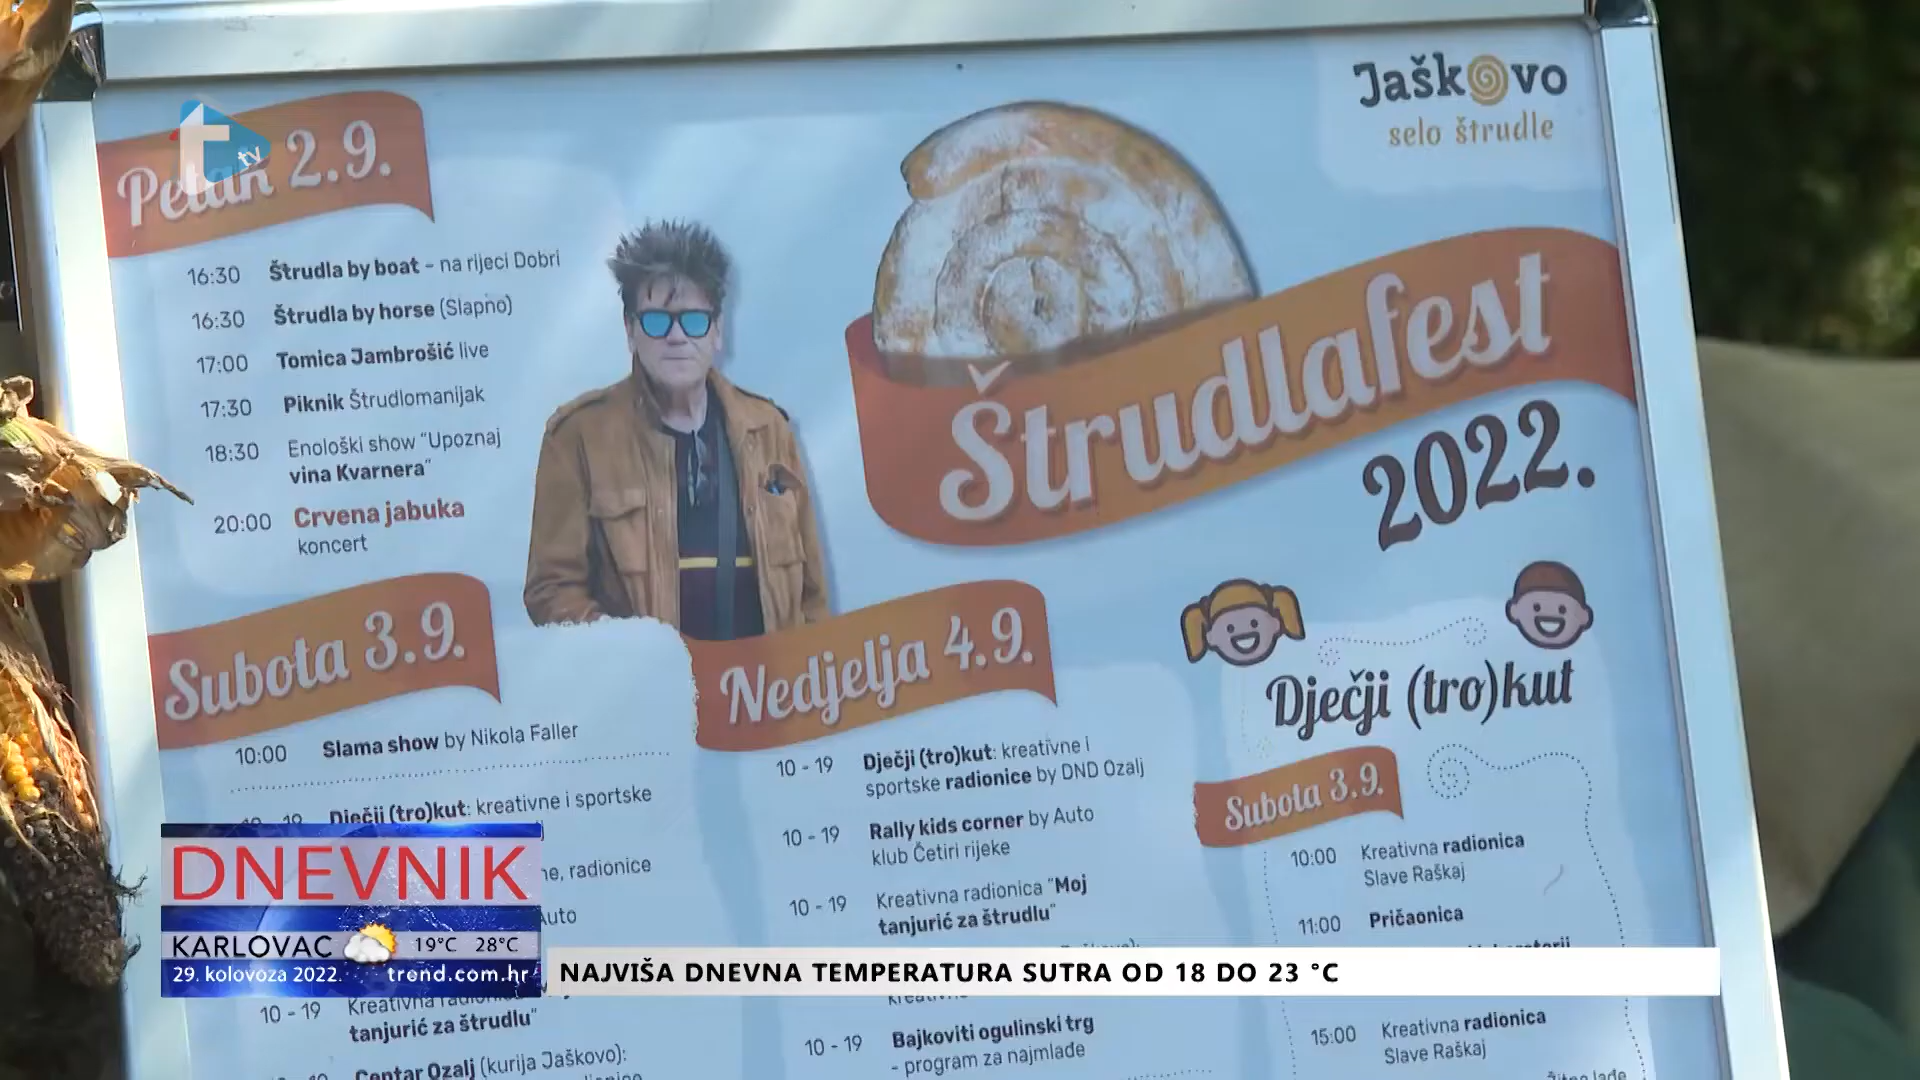 Jaškovo
selo štrudle
tv
Petak 2.9.
16:30 Štrudla by boat - na rijeci Dobri
16:30 Štrudla by horse (Slapno)
17:00 Tomica Jambrošić live
17:30 Piknik Štrudlomanijak
18:30 Enološki show "Upoznaj
vina Kvarnera"
20:00 Crvena jabuka
koncert
Štrudlafest
2022.
Subota 3.9.
10:00 Slama show by Nikola Faller
10 - 19 Dječji (tro)kut: kreativne i sportske
radionice
Auto
10 - 19 Kreativna
tanjurić za štrudlu"
Centar Ozalj (kurija Jaškovo):
Nedjelja 4.9.
10 - 19 Dječji (tro)kut: kreativne i
sportske radionice by DND Ozalj
10 - 19 Rally kids corner by Auto
klub Četiri rijeke
10 - 19 Kreativna radionica "Moj
tanjurić za štrudlu"
10 - 19 Bajkoviti ogulinski trg
- program za najmlađe
Dječji (tro)kut
Subota 3.9.
10:00 Kreativna radionica
Slave Raškaj
11:00 Pričaonica
15:00 Kreativna radionica
Slave Raškaj
DNEVNIK
KARLOVAC 19°C 28°C
29. kolovoza 2022. trend.com.hr
NAJVIŠA DNEVNA TEMPERATURA SUTRA OD 18 DO 23 °C